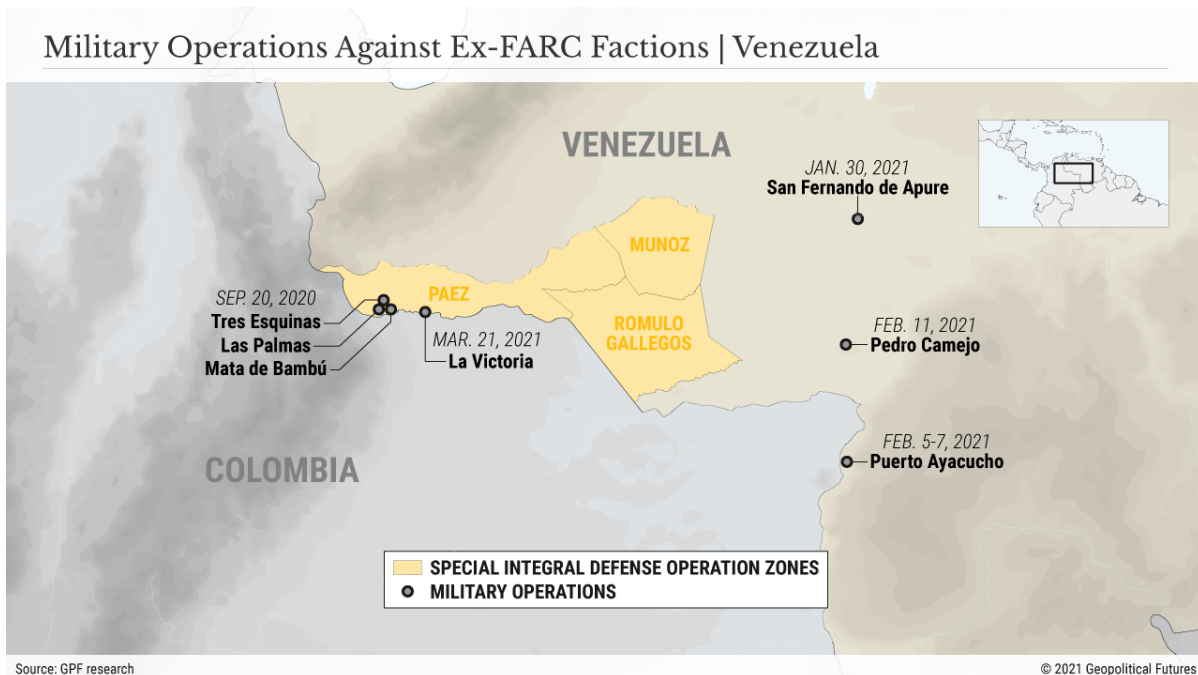 Military Operations Against Ex-FARC Factions | Venezuela
VENEZUELA
JAN. 30, 2021
San Fernando de Apure
MUNOZ
PAEZ
SEP. 20, 2020
Tres Esquinas
Las Palmas
Mata de Bambú
MAR. 21, 2021
La Victoria
ROMULO
GALLEGOS
FEB. 11, 2021
Pedro Camejo
FEB. 5-7, 2021
Puerto Ayacucho
COLOMBIA
SPECIAL INTEGRAL DEFENSE OPERATION ZONES
MILITARY OPERATIONS
Source: GPF research
© 2021 Geopolitical Futures